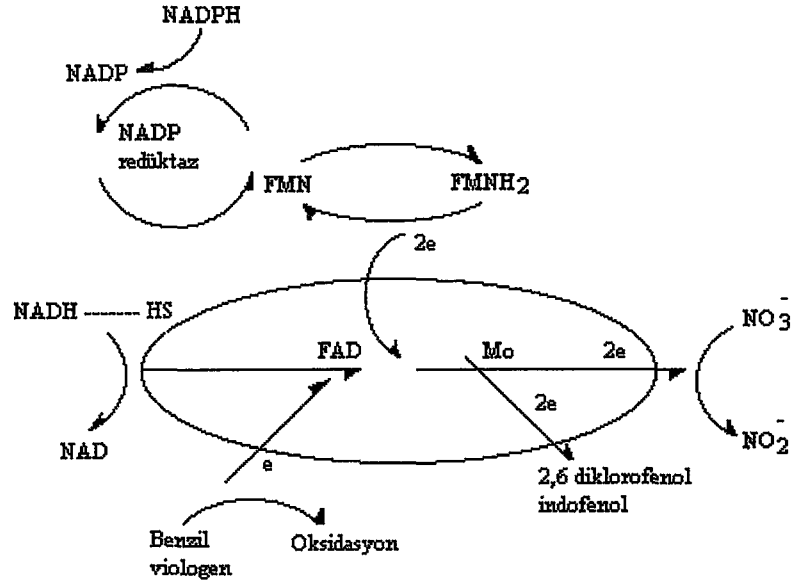 NADPH
NADP
NADP
redüktaz
FMN
FMNH2
2e
NADH -------- HS
FAD
Mo
2e
NO3-
2e
NAD
e
NO2-
2,6 diklorofenol
indofenol
Benzil
viologen
Oksidasyon